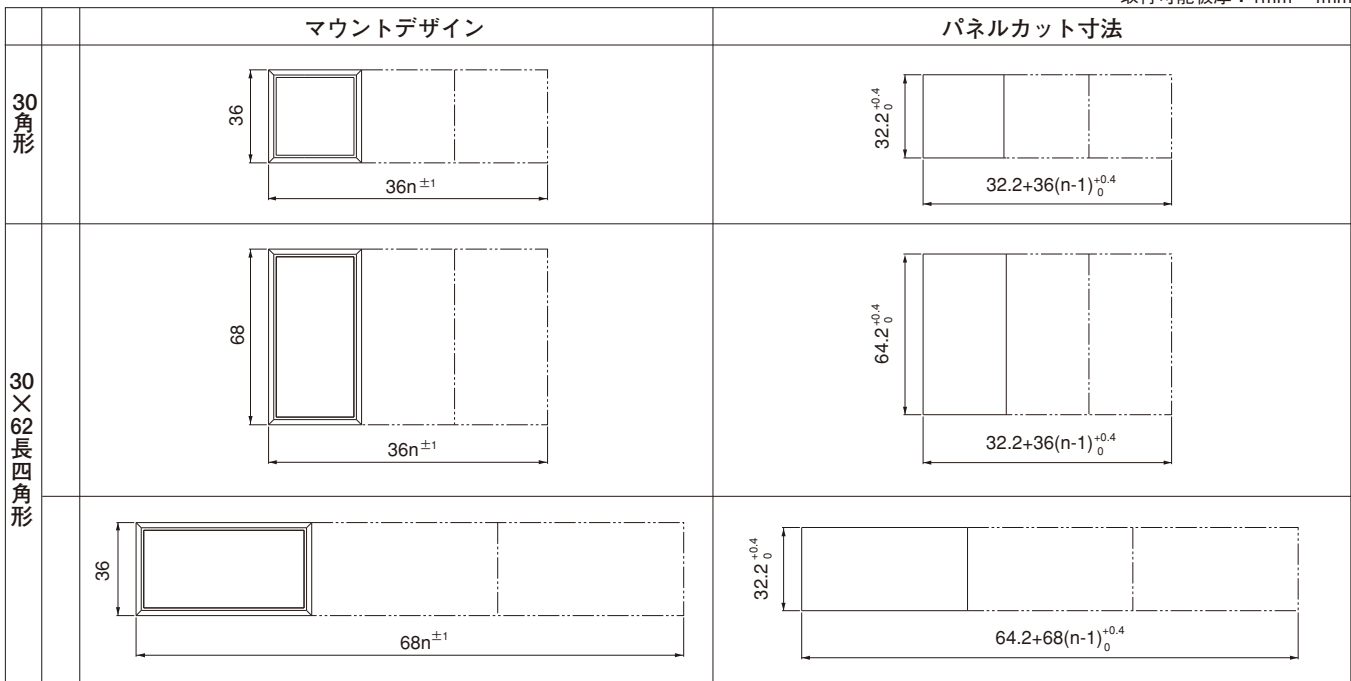 マウントデザイン
パネルカット寸法
30角形
36
36n±1
32.2+0.4 0
32.2+36(n-1)+0.4 0
30×62長四角形
68
36n±1
64.2+0.4 0
32.2+36(n-1)+0.4 0
36
68n±1
32.2+0.4 0
64.2+68(n-1)+0.4 0